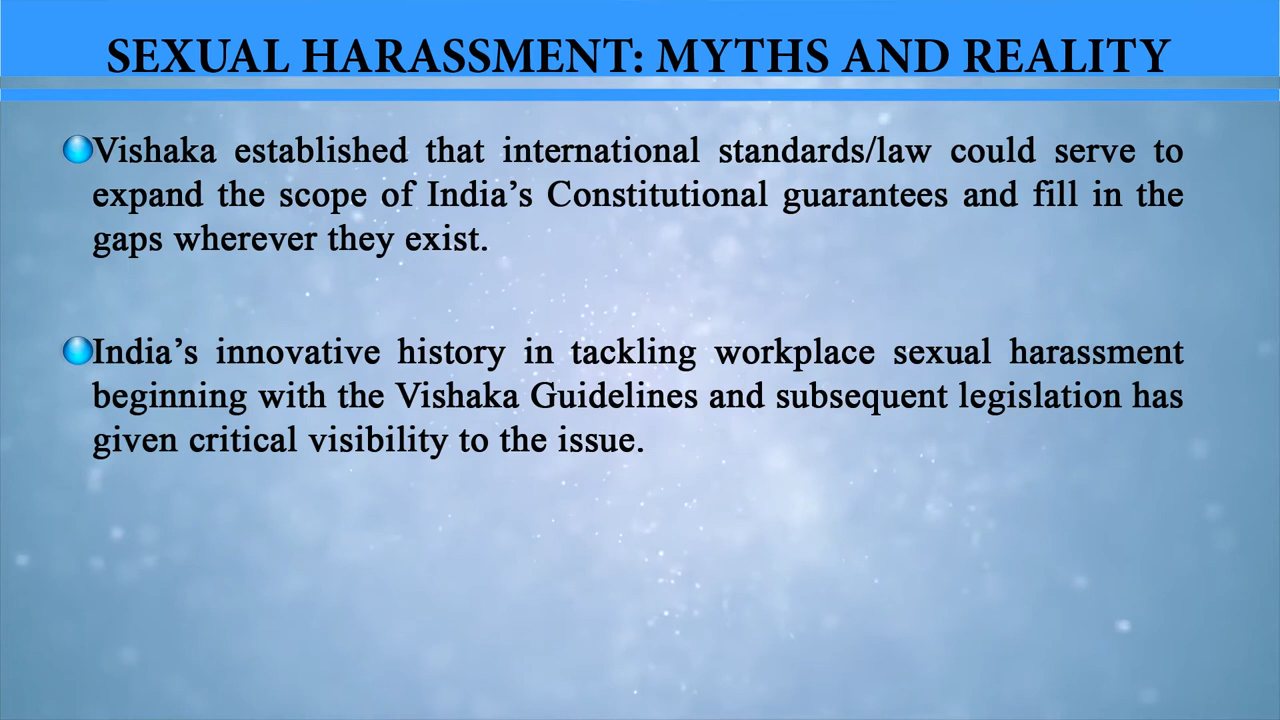 SEXUAL HARASSMENT: MYTHS AND REALITY
Vishaka established that international standards/law could serve to
expand the scope of India’s Constitutional guarantees and fill in the
gaps wherever they exist.
India’s innovative history in tackling workplace sexual harassment
beginning with the Vishaka Guidelines and subsequent legislation has
given critical visibility to the issue.